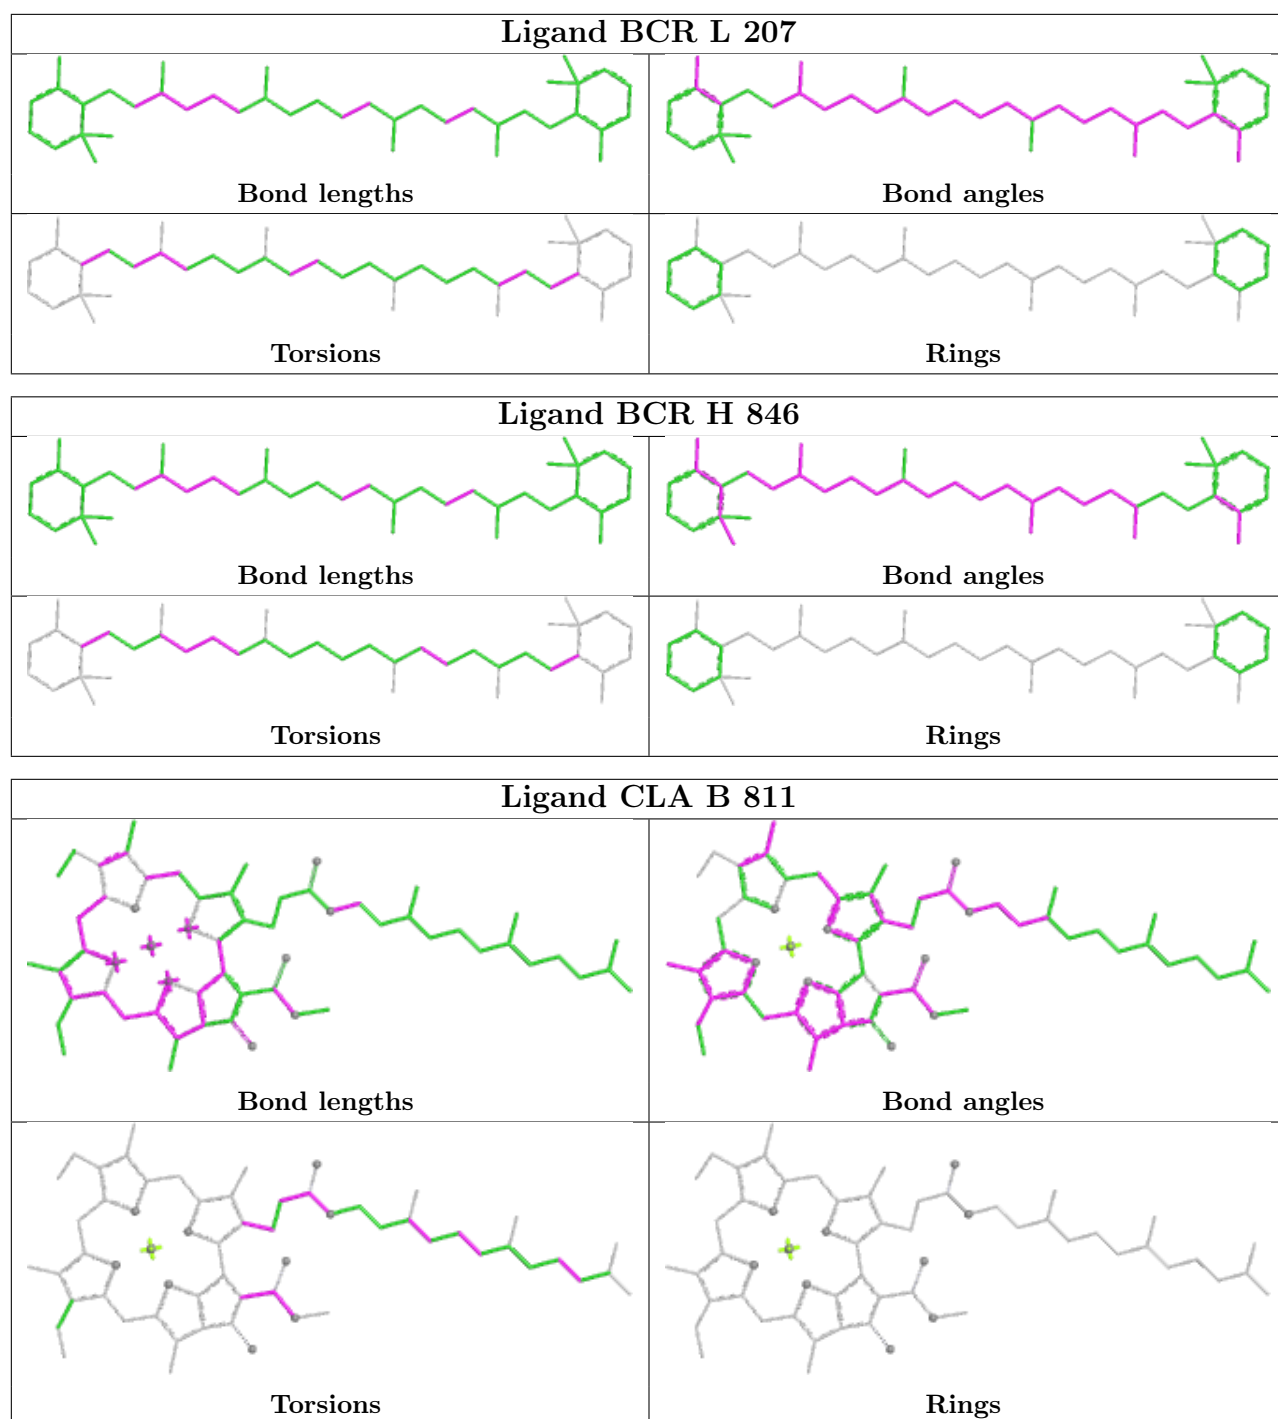 Ligand BCR L 207
Bond lengths
Bond angles
Torsions
Rings
Ligand BCR H 846
Bond lengths
Bond angles
Torsions
Rings
Ligand CLA B 811
Bond lengths
Bond angles
Torsions
Rings